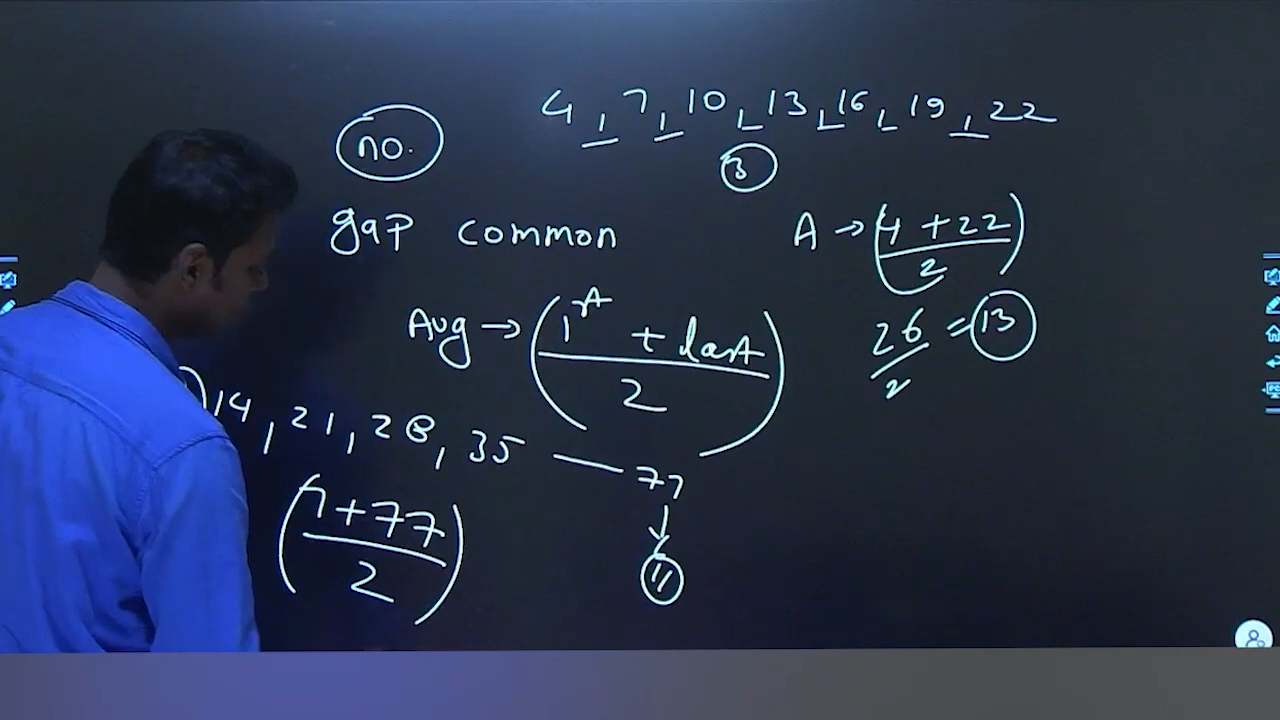 4, 7, 10, 13, 16, 19, 22
no.
3
gap common
A → (4 + 22)
2
Avg → (1st + last)
2
26 = 13
2
14, 21, 28, 35 — 77
(7+77)
2
11